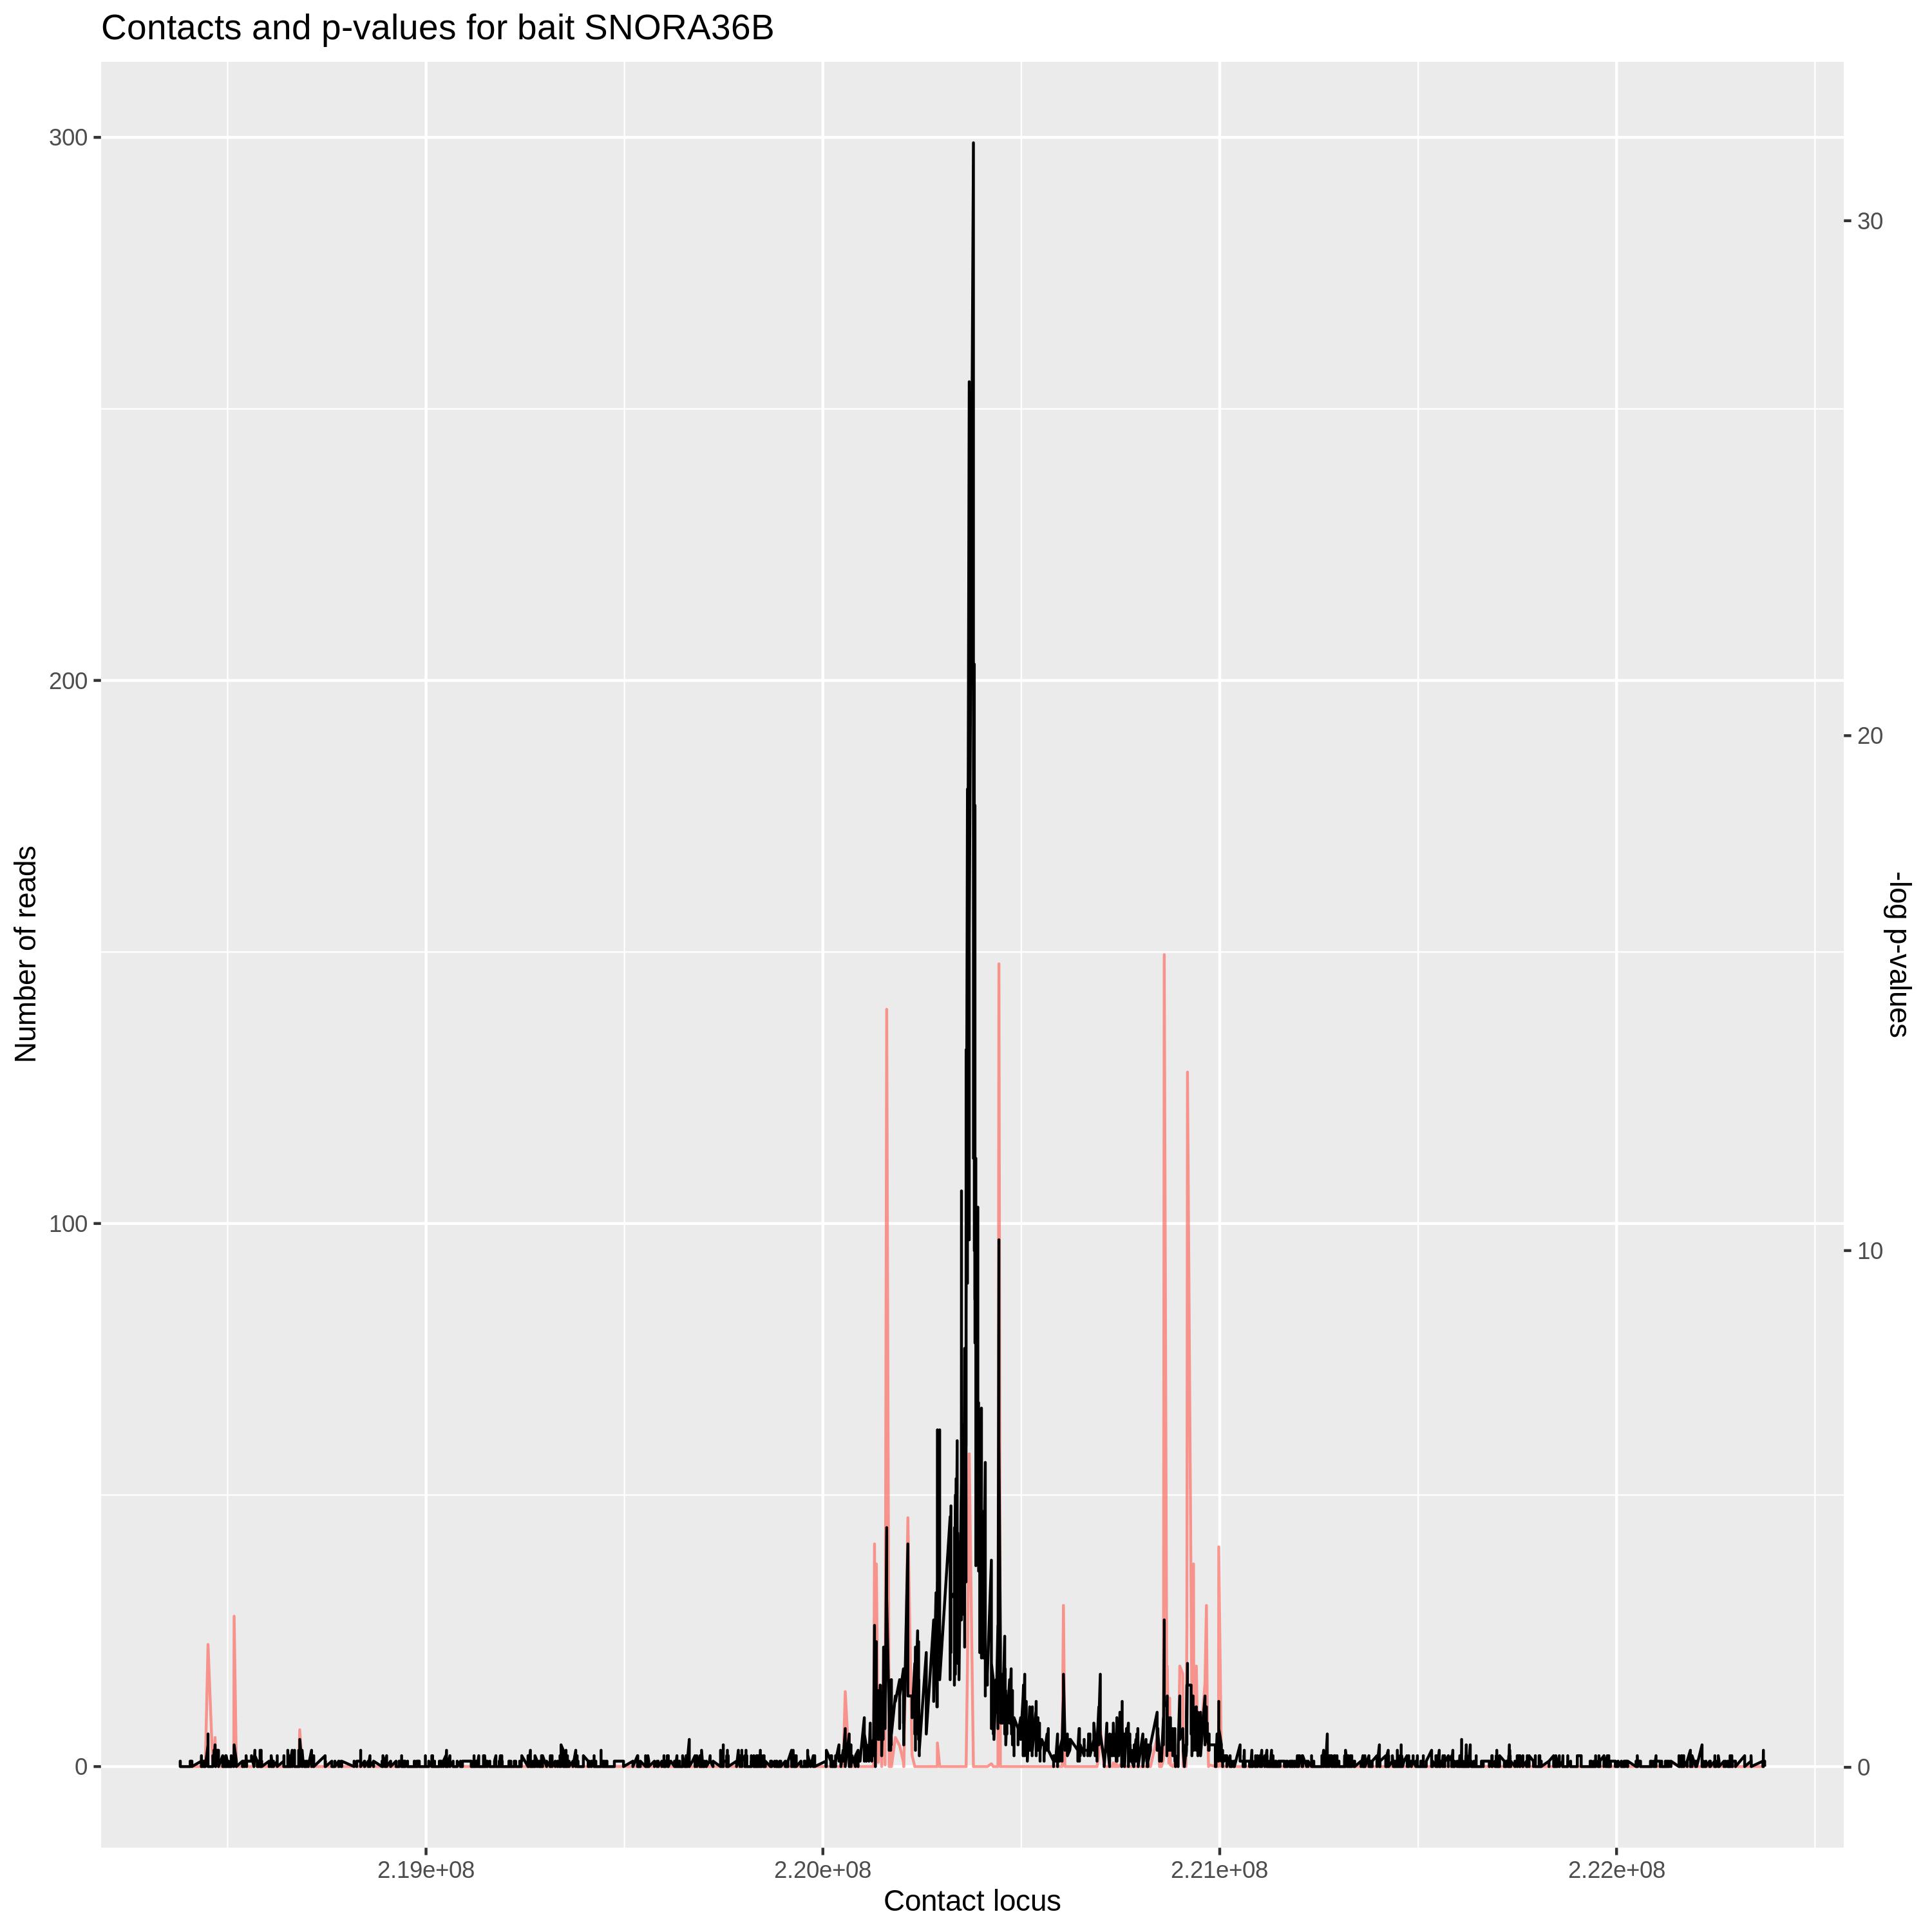 Contacts and p-values for bait SNORA36B
300
200
100
0
Number of reads
30
20
10
0
-log p-values
2.19e+08
2.20e+08
2.21e+08
2.22e+08
Contact locus